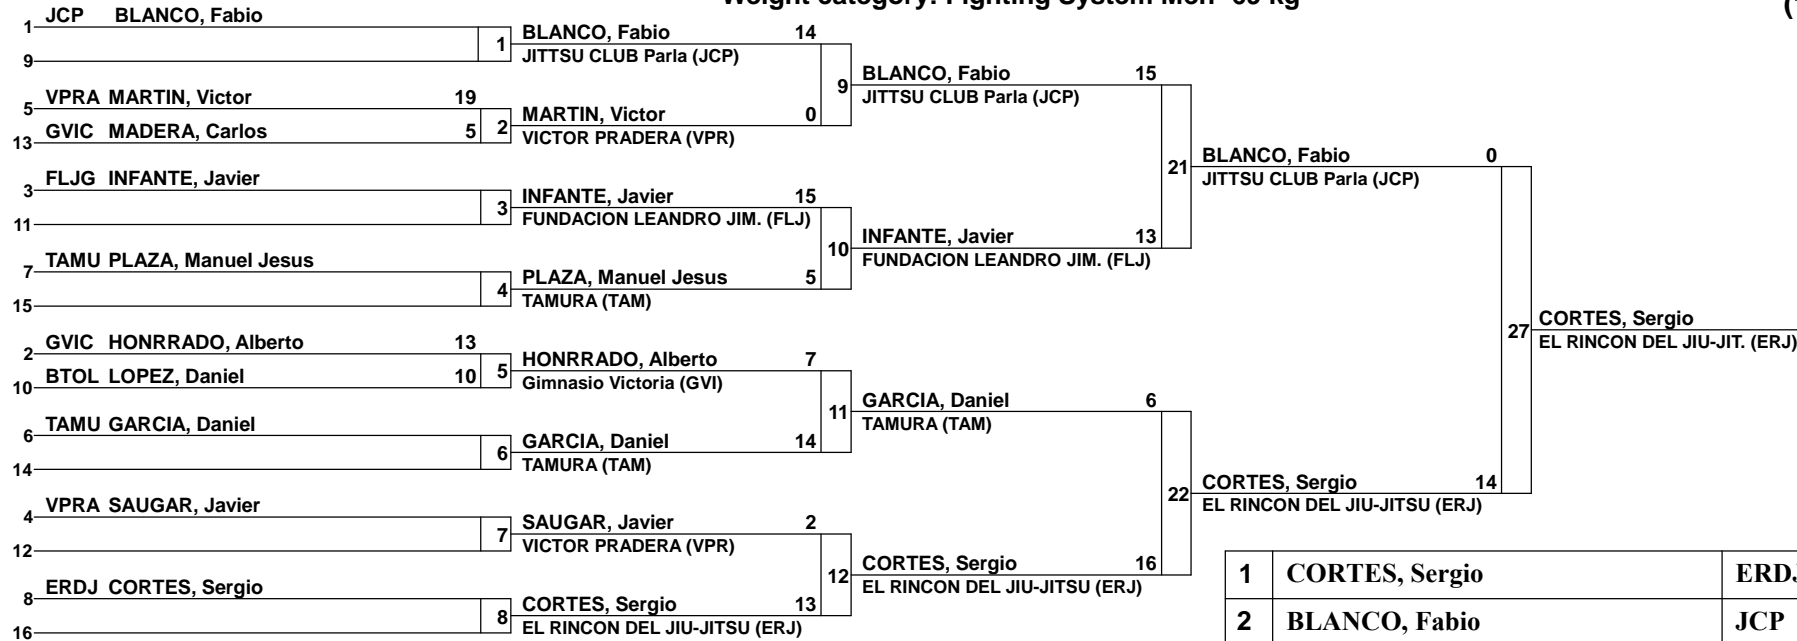 1 JCP BLANCO, Fabio
9
1 BLANCO, Fabio 14
JITTSU CLUB Parla (JCP)
5 VPRA MARTIN, Victor 19
13 GVIC MADERA, Carlos 5
2 MARTIN, Victor 0
VICTOR PRADERA (VPR)
9 BLANCO, Fabio 15
JITTSU CLUB Parla (JCP)
3 FLJG INFANTE, Javier
11
3 INFANTE, Javier 15
FUNDACION LEANDRO JIM. (FLJ)
7 TAMU PLAZA, Manuel Jesus
15
4 PLAZA, Manuel Jesus 5
TAMURA (TAM)
10 INFANTE, Javier 13
FUNDACION LEANDRO JIM. (FLJ)
21 BLANCO, Fabio 0
JITTSU CLUB Parla (JCP)
2 GVIC HONRRADO, Alberto 13
10 BTOL LOPEZ, Daniel 10
5 HONRRADO, Alberto 7
Gimnasio Victoria (GVI)
6 TAMU GARCIA, Daniel
14
6 GARCIA, Daniel 14
TAMURA (TAM)
11 GARCIA, Daniel 6
TAMURA (TAM)
4 VPRA SAUGAR, Javier
12
7 SAUGAR, Javier 2
VICTOR PRADERA (VPR)
8 ERDJ CORTES, Sergio
16
8 CORTES, Sergio 13
EL RINCON DEL JIU-JITSU (ERJ)
12 CORTES, Sergio 16
EL RINCON DEL JIU-JITSU (ERJ)
22 CORTES, Sergio 14
EL RINCON DEL JIU-JITSU (ERJ)
27 CORTES, Sergio
EL RINCON DEL JIU-JIT. (ERJ)
1 CORTES, Sergio ERDJ
2 BLANCO, Fabio JCP